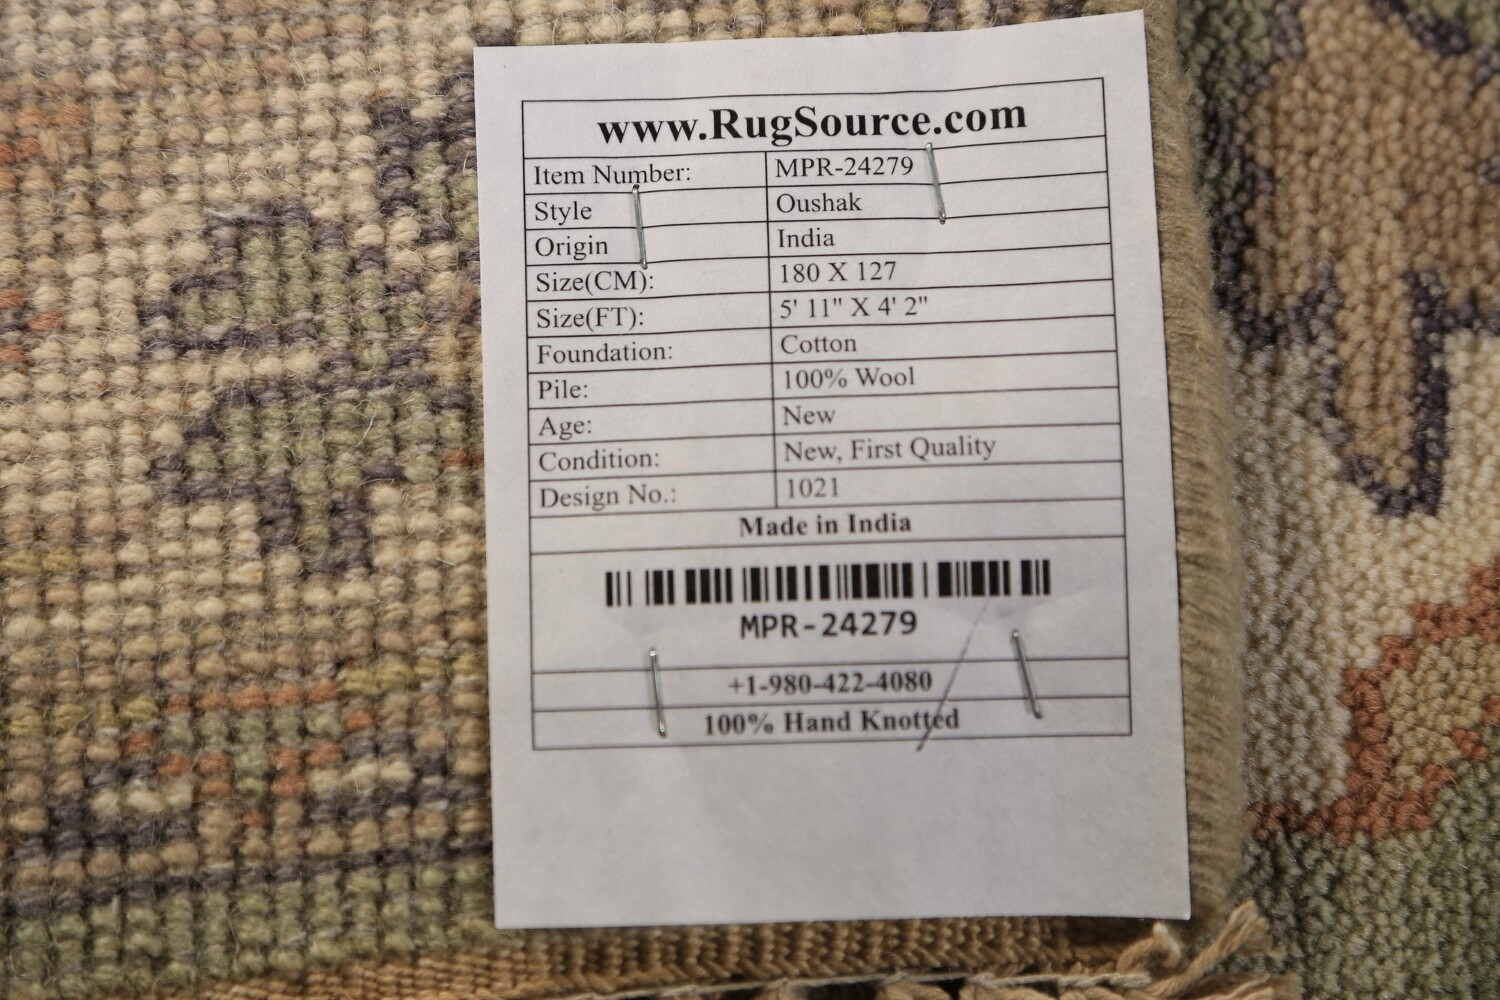 www.RugSource.com
Item Number: MPR-24279
Style Oushak
Origin India
Size(CM): 180 X 127
Size(FT): 5' 11" X 4' 2"
Foundation: Cotton
Pile: 100% Wool
Age: New
Condition: New, First Quality
Design No.: 1021
Made in India
MPR-24279
+1-980-422-4080
100% Hand Knotted